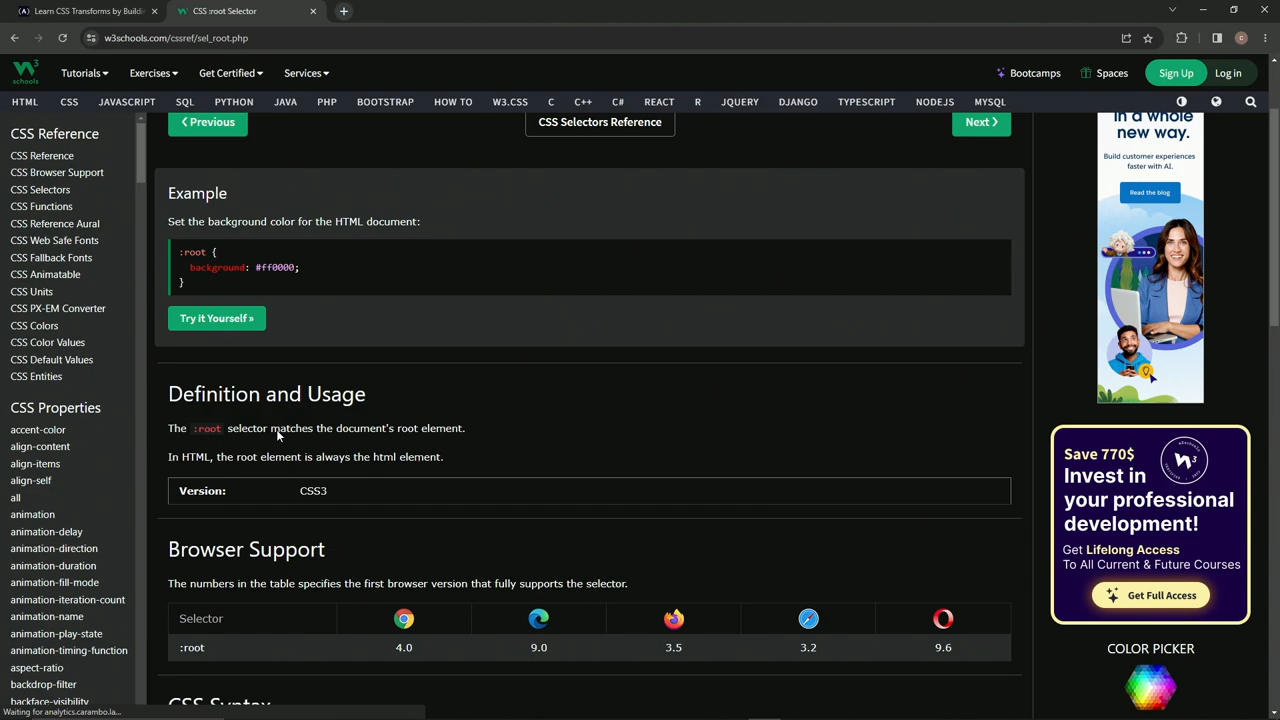 Learn CSS Transforms by Buildi
CSS :root Selector
w3schools.com/cssref/sel_root.php
C
W3
schools
Tutorials
Exercises
Get Certified
Services
Bootcamps
Spaces
Sign Up
Log in
HTML CSS JAVASCRIPT SQL PYTHON JAVA PHP BOOTSTRAP HOW TO W3.CSS C C++ C# REACT R JQUERY DJANGO TYPESCRIPT NODEJS MYSQL
CSS Reference
CSS Reference
CSS Browser Support
CSS Selectors
CSS Functions
CSS Reference Aural
CSS Web Safe Fonts
CSS Fallback Fonts
CSS Animatable
CSS Units
CSS PX-EM Converter
CSS Colors
CSS Color Values
CSS Default Values
CSS Entities
CSS Properties
accent-color
align-content
align-items
align-self
all
animation
animation-delay
animation-direction
animation-duration
animation-fill-mode
animation-iteration-count
animation-name
animation-play-state
animation-timing-function
aspect-ratio
backdrop-filter
backface-visibility
❮ Previous
CSS Selectors Reference
Next ❯
Example
Set the background color for the HTML document:
:root {
background: #ff0000;
}
Try it Yourself »
Definition and Usage
The :root selector matches the document's root element.
In HTML, the root element is always the html element.
Version: CSS3
Browser Support
The numbers in the table specifies the first browser version that fully supports the selector.
Selector
:root 4.0 9.0 3.5 3.2 9.6
CSS Syntax
in a whole
new way.
Build customer experiences
faster with AI.
Read the blog
Save 770$
Invest in
your professional
development!
Get Lifelong Access
To All Current & Future Courses
Get Full Access
COLOR PICKER
Waiting for analytics.carambo.la...